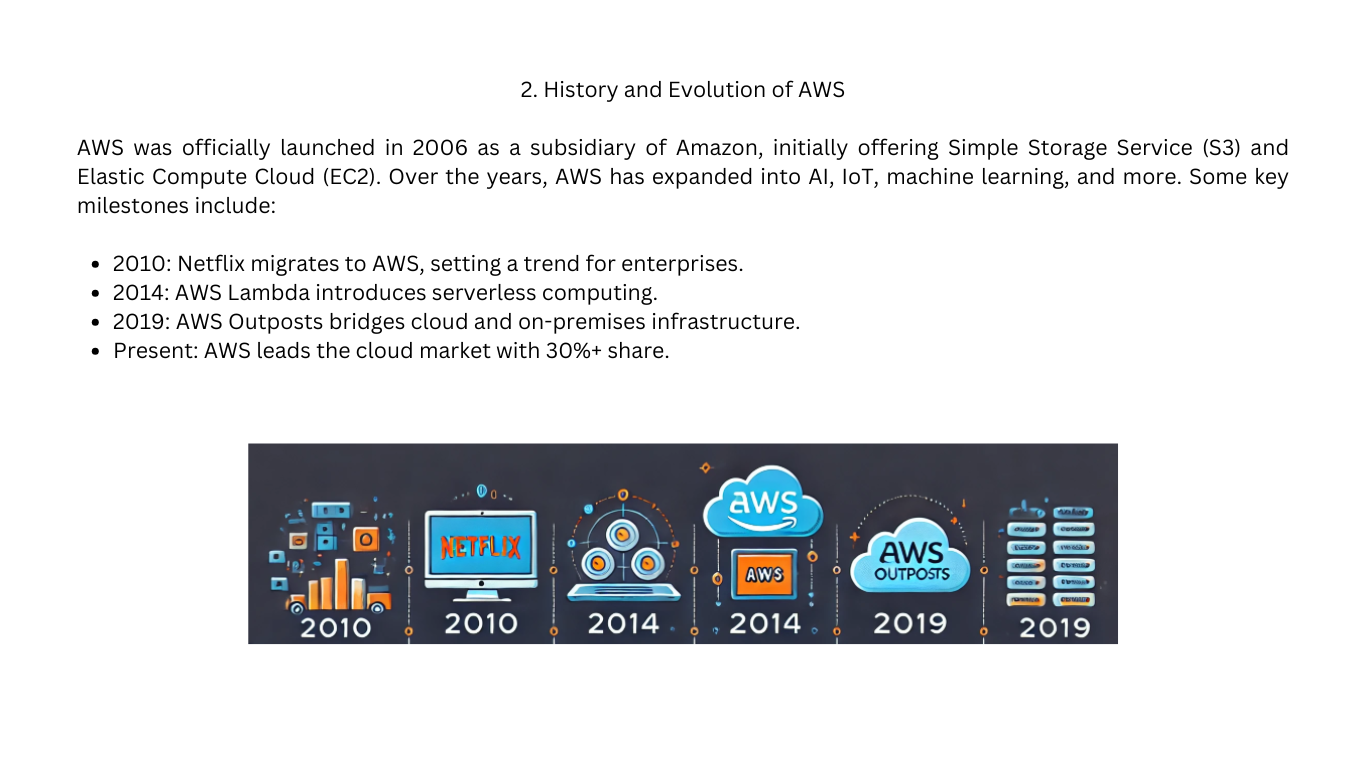 2. History and Evolution of AWS
AWS was officially launched in 2006 as a subsidiary of Amazon, initially offering Simple Storage Service (S3) and
Elastic Compute Cloud (EC2). Over the years, AWS has expanded into AI, IoT, machine learning, and more. Some key
milestones include:
• 2010: Netflix migrates to AWS, setting a trend for enterprises.
• 2014: AWS Lambda introduces serverless computing.
• 2019: AWS Outposts bridges cloud and on-premises infrastructure.
• Present: AWS leads the cloud market with 30%+ share.
aws
NETFLIX
AWS
AWS
OUTPOSTS
2010
2010
2014
2014
2019
2019